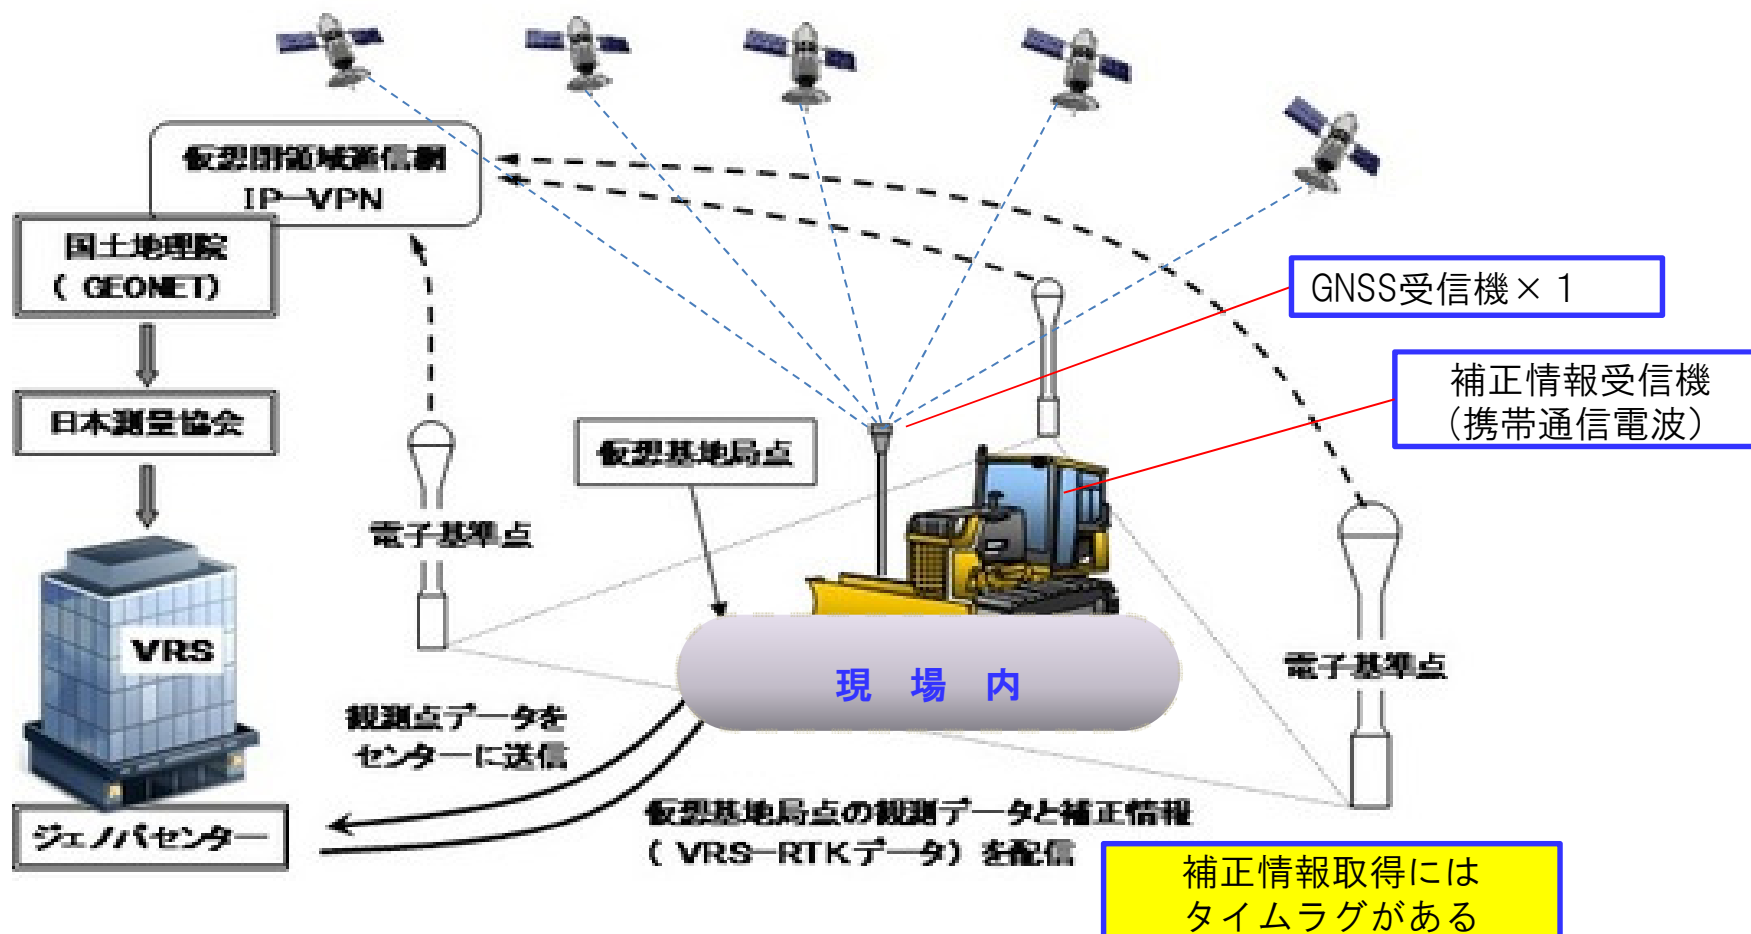 仮想閉領域通信網
IP-VPN
国土地理院
( GEONET)
GNSS受信機×1
補正情報受信機
(携帯通信電波)
日本測量協会
仮想基地局点
電子基準点
VRS
現 場 内
電子基準点
観測点データを
センターに送信
仮想基地局点の観測データと補正情報
( VRS-RTKデータ) を配信
ジェノバセンター
補正情報取得には
タイムラグがある